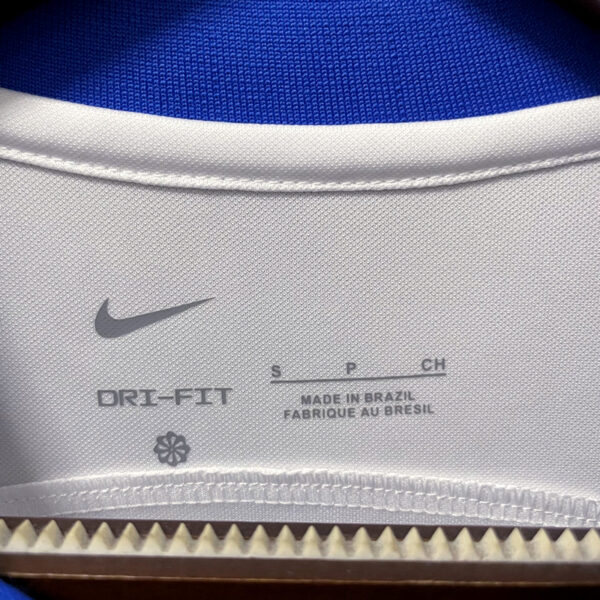 DRI-FIT
S P CH
MADE IN BRAZIL
FABRIQUE AU BRESIL